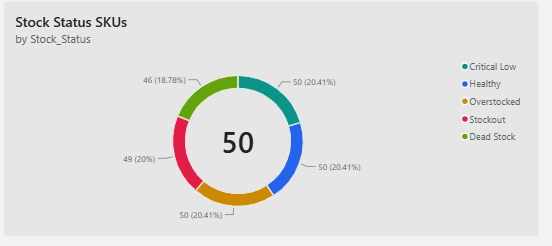 Stock Status SKUs
by Stock_Status
46 (18.78%)
50 (20.41%)
Critical Low
Healthy
Overstocked
Stockout
Dead Stock
50
49 (20%)
50 (20.41%)
50 (20.41%)